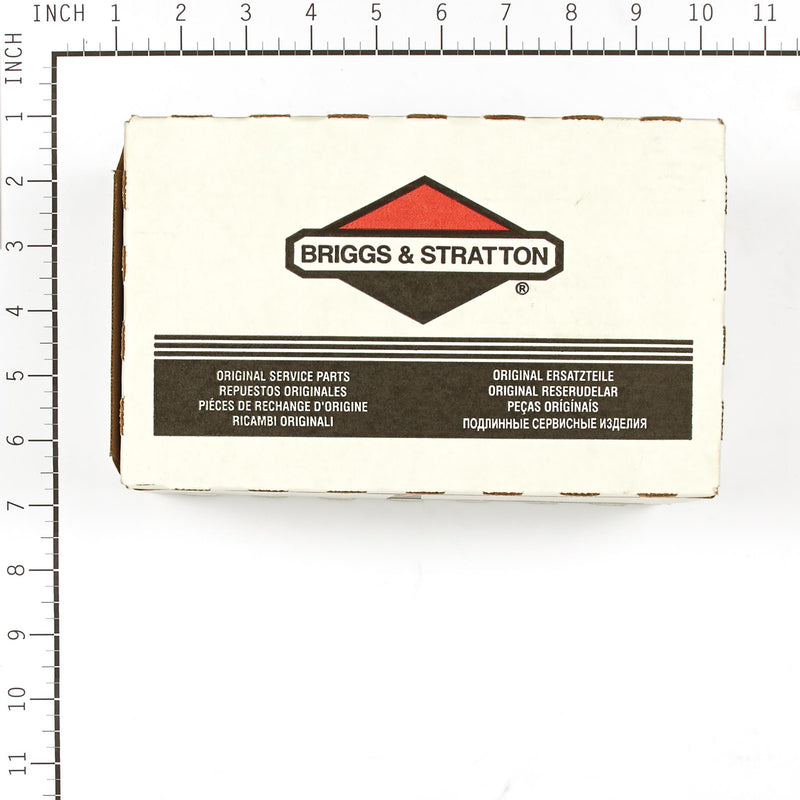 INCH 1 2 3 4 5 6 7 8 9 10 11
INCH
1
2
3
4
5
6
7
8
9
10
11
BRIGGS & STRATTON
®
ORIGINAL SERVICE PARTS
REPUESTOS ORIGINALES
PIÉCES DE RECHANGE D'ORIGINE
RICAMBI ORIGINALI
ORIGINAL ERSATZTEILE
ORIGINAL RESERUDELAR
PEÇAS ORIGÍNAIS
ПОДЛИННЫЕ СЕРВИСНЫЕ ИЗДЕЛИЯ